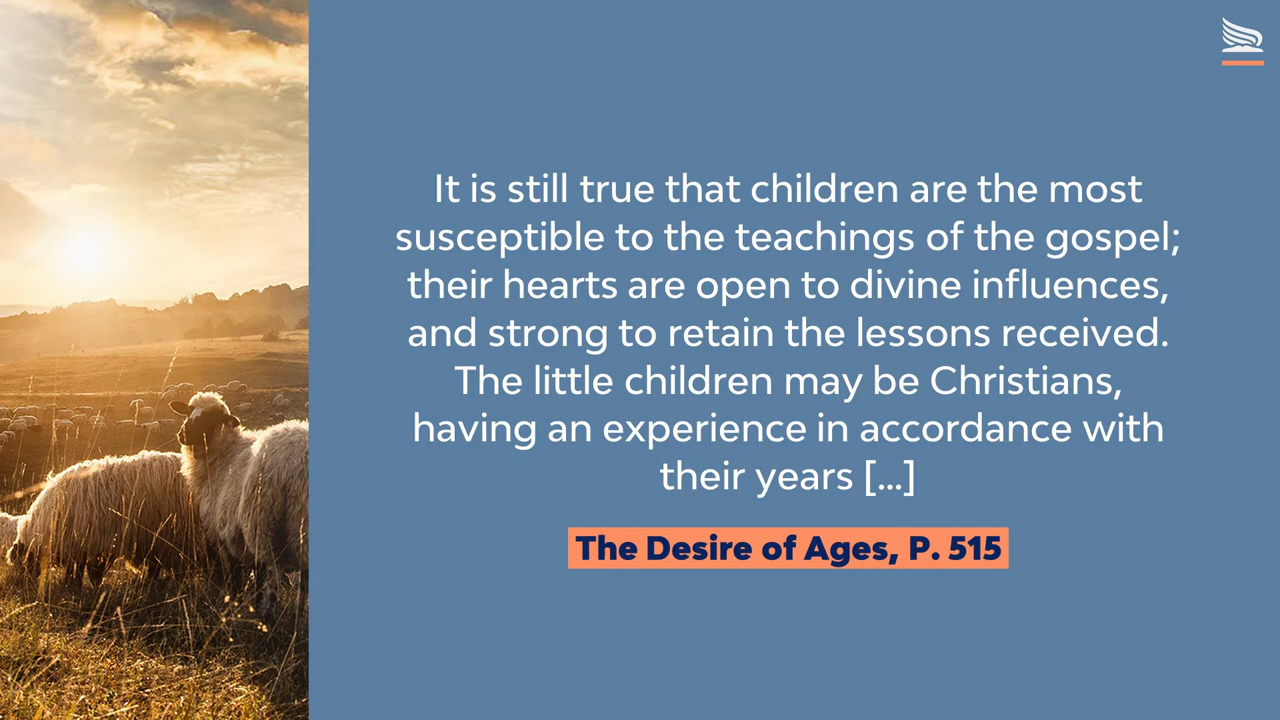 It is still true that children are the most
susceptible to the teachings of the gospel;
their hearts are open to divine influences,
and strong to retain the lessons received.
The little children may be Christians,
having an experience in accordance with
their years [...]
The Desire of Ages, P. 515